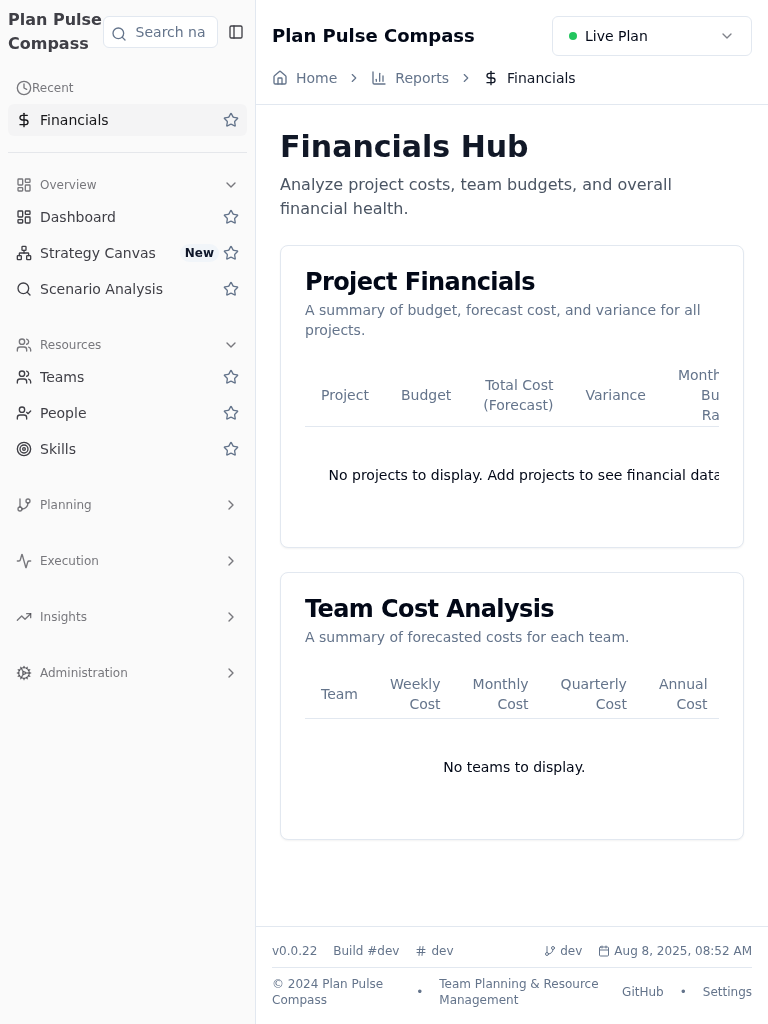 Plan Pulse
Compass
Search na
Recent
Financials
Overview
Dashboard
Strategy Canvas New
Scenario Analysis
Resources
Teams
People
Skills
Planning
Execution
Insights
Administration
Plan Pulse Compass
Live Plan
Home
Reports
Financials
Financials Hub
Analyze project costs, team budgets, and overall
financial health.
Project Financials
A summary of budget, forecast cost, and variance for all
projects.
Project
Budget
Total Cost
(Forecast)
Variance
Month
Bu
Ra
No projects to display. Add projects to see financial data
Team Cost Analysis
A summary of forecasted costs for each team.
Team
Weekly
Cost
Monthly
Cost
Quarterly
Cost
Annual
Cost
No teams to display.
v0.0.22 Build #dev # dev dev Aug 8, 2025, 08:52 AM
© 2024 Plan Pulse
Compass
•
Team Planning & Resource
Management
GitHub • Settings